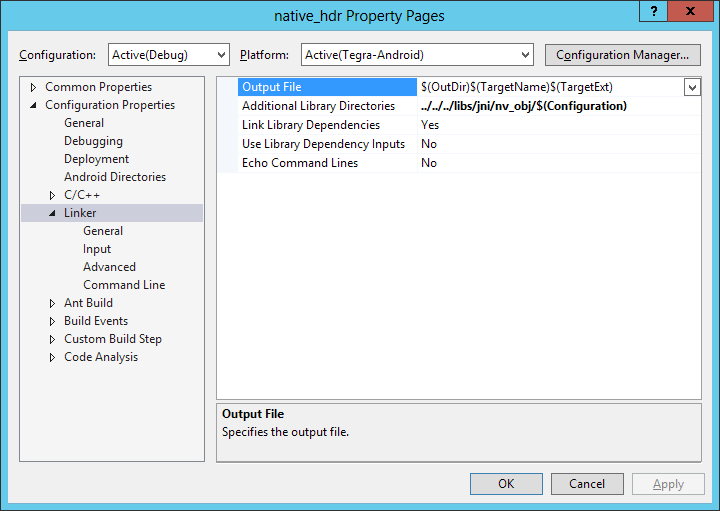 native_hdr Property Pages
? x
Configuration: Active(Debug) Platform: Active(Tegra-Android) Configuration Manager...
Common Properties
Configuration Properties
General
Debugging
Deployment
Android Directories
C/C++
Linker
General
Input
Advanced
Command Line
Ant Build
Build Events
Custom Build Step
Code Analysis
Output File $(OutDir)$(TargetName)$(TargetExt)
Additional Library Directories ../../../libs/jni/nv_obj/$(Configuration)
Link Library Dependencies Yes
Use Library Dependency Inputs No
Echo Command Lines No
Output File
Specifies the output file.
OK Cancel Apply